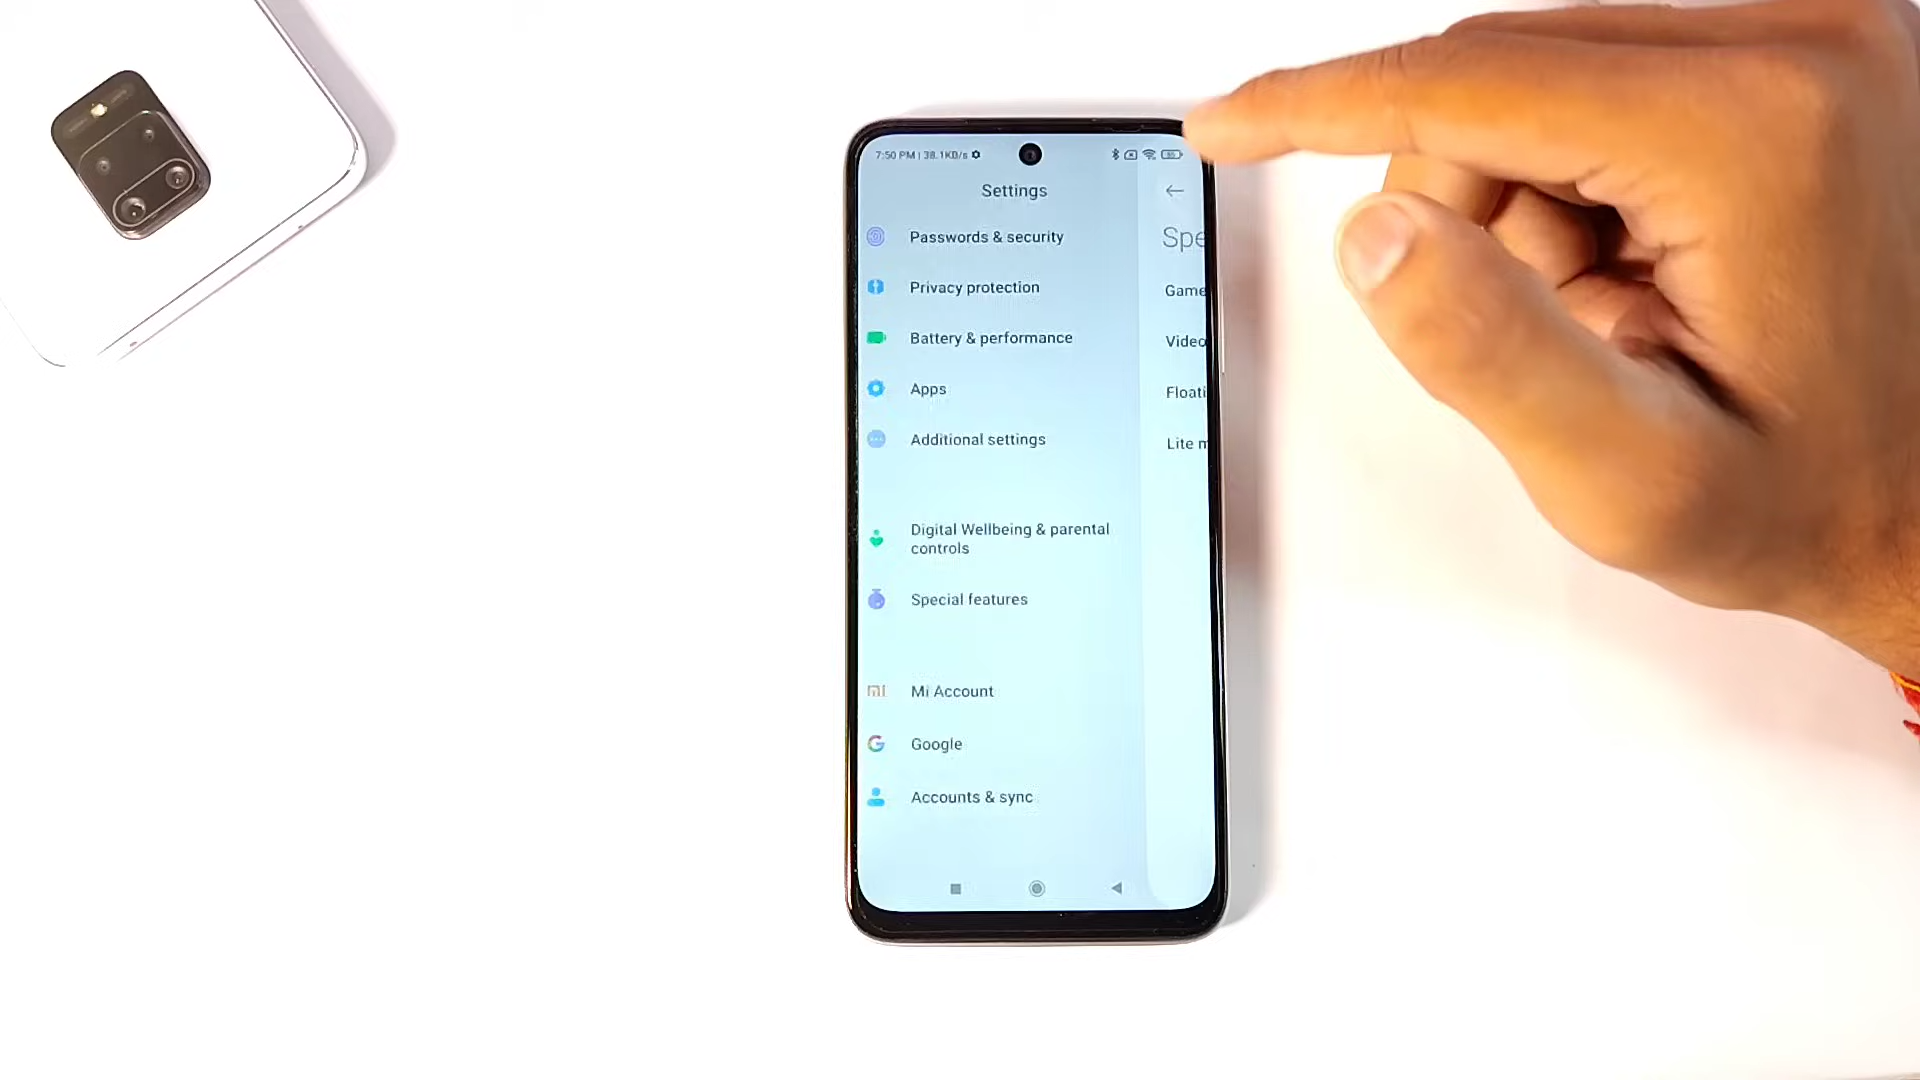 7:50 PM | 38.1KB/s
Settings
Passwords & security
Privacy protection
Battery & performance
Apps
Additional settings
Digital Wellbeing & parental
controls
Special features
Mi Account
Google
Accounts & sync
Spe
Game
Video
Floati
Lite m